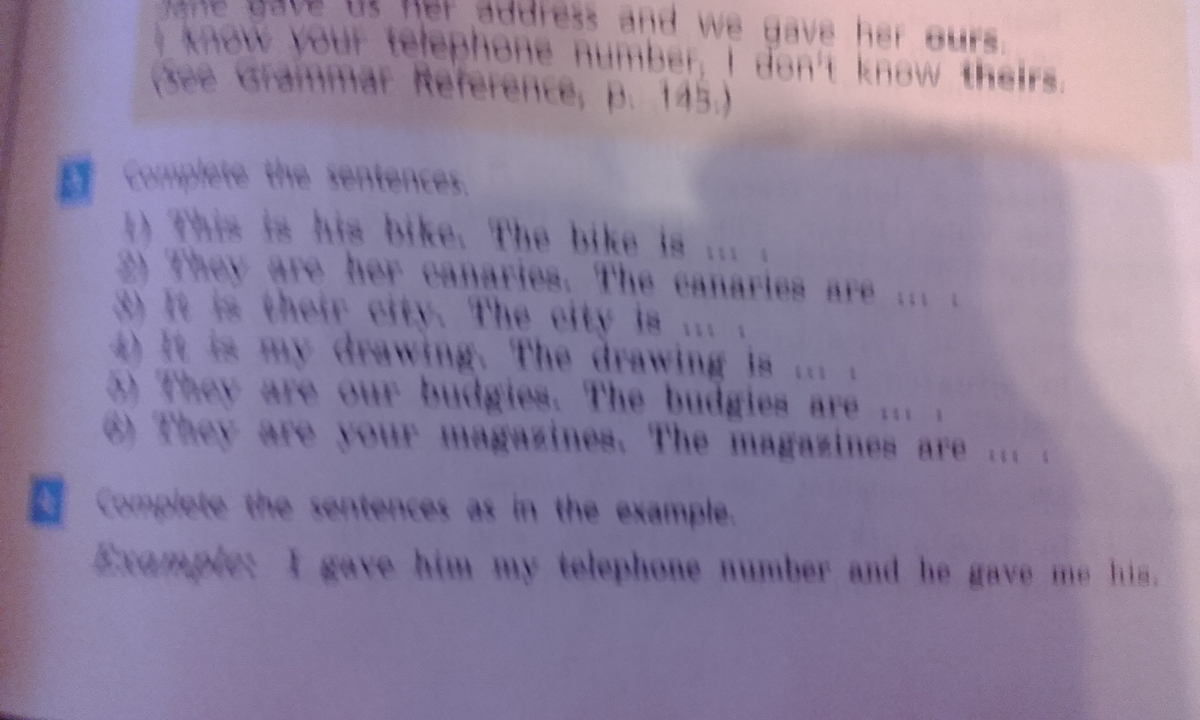 Jane gave us her address and we gave her ours.
I know your telephone number, I don't know theirs.
(See Grammar Reference, p. 145.)
3 Complete the sentences.
1) This is his bike. The bike is ... .
2) They are her canaries. The canaries are ... .
3) It is their city. The city is ... .
4) It is my drawing. The drawing is ... .
5) They are our budgies. The budgies are ... .
6) They are your magazines. The magazines are ... .
4 Complete the sentences as in the example.
Example: I gave him my telephone number and he gave me his.